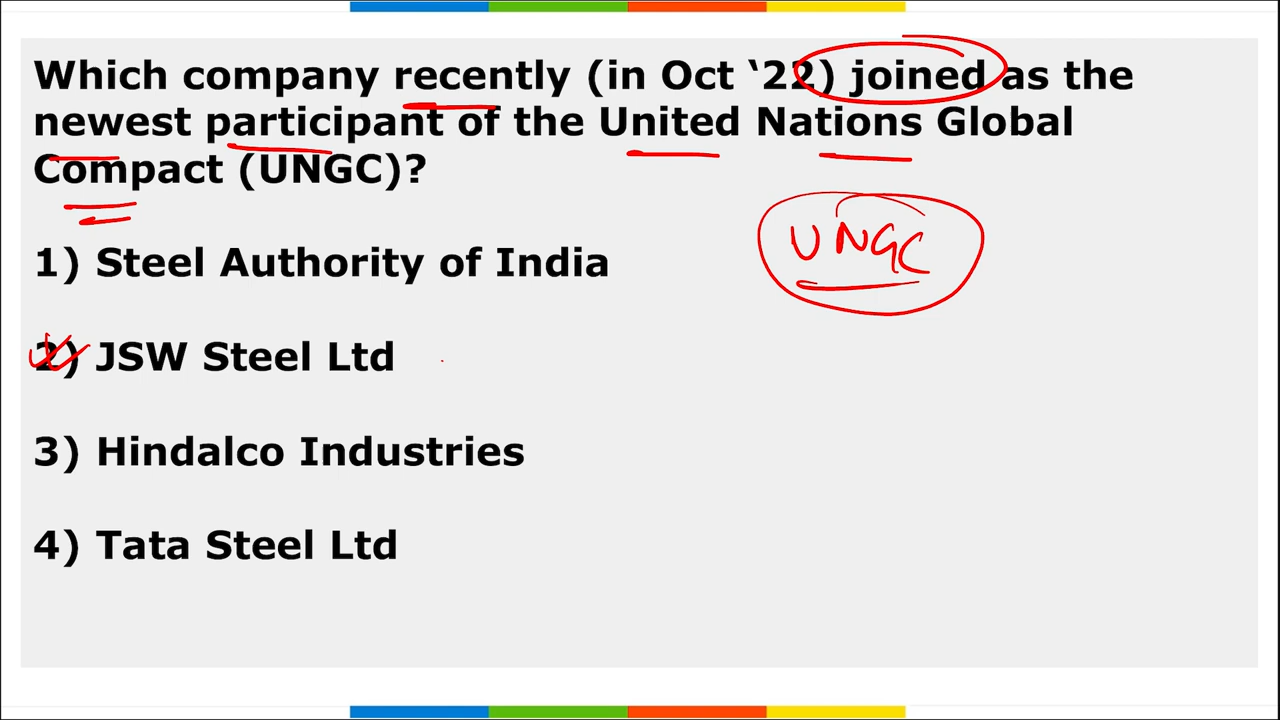 Which company recently (in Oct ‘22) joined as the
newest participant of the United Nations Global
Compact (UNGC)?
UNGC
1) Steel Authority of India
2) JSW Steel Ltd
3) Hindalco Industries
4) Tata Steel Ltd